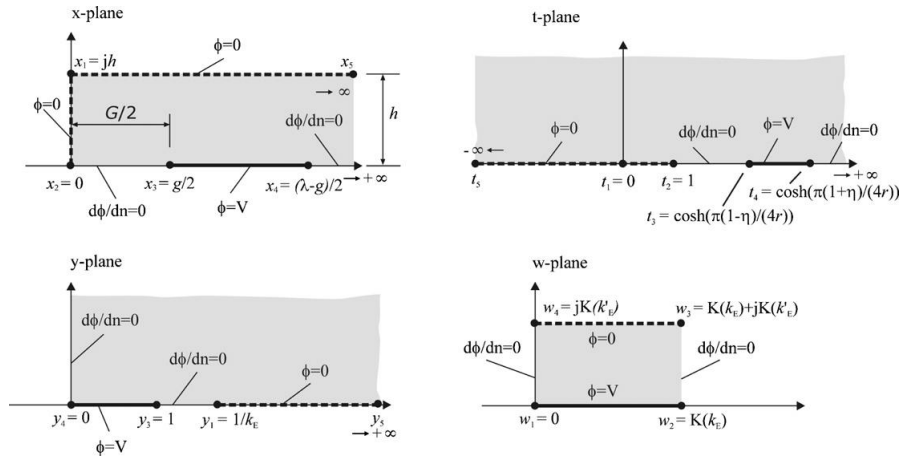 x-plane
ϕ=0
x₁ = jh
x₅
→ ∞
ϕ=0
G/2
dϕ/dn=0
h
x₂ = 0
x₃ = g/2
x₄ = (λ-g)/2
→ +∞
dϕ/dn=0
ϕ=V
t-plane
ϕ=0
dϕ/dn=0
ϕ=V
dϕ/dn=0
-∞ ←
t₅
t₁ = 0
t₂ = 1
→ +∞
t₄ = cosh(π(1+η)/(4r))
t₃ = cosh(π(1-η)/(4r))
y-plane
dϕ/dn=0
dϕ/dn=0
ϕ=0
y₄ = 0
y₃ = 1
y₁ = 1/k_E
y₅
→ +∞
ϕ=V
w-plane
w₄ = jK(k'_E)
w₃ = K(k_E)+jK(k'_E)
ϕ=0
dϕ/dn=0
dϕ/dn=0
ϕ=V
w₁ = 0
w₂ = K(k_E)